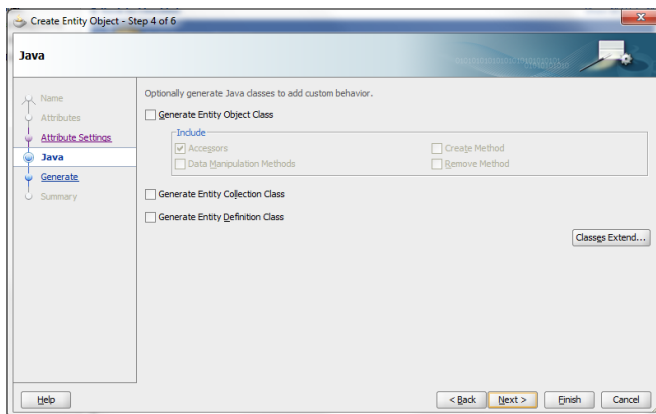 Create Entity Object - Step 4 of 6
Java
Name
Attributes
Attribute Settings
Java
Generate
Summary
Optionally generate Java classes to add custom behavior.
Generate Entity Object Class
Include
Accessors
Create Method
Data Manipulation Methods
Remove Method
Generate Entity Collection Class
Generate Entity Definition Class
Classes Extend...
Help
< Back
Next >
Finish
Cancel